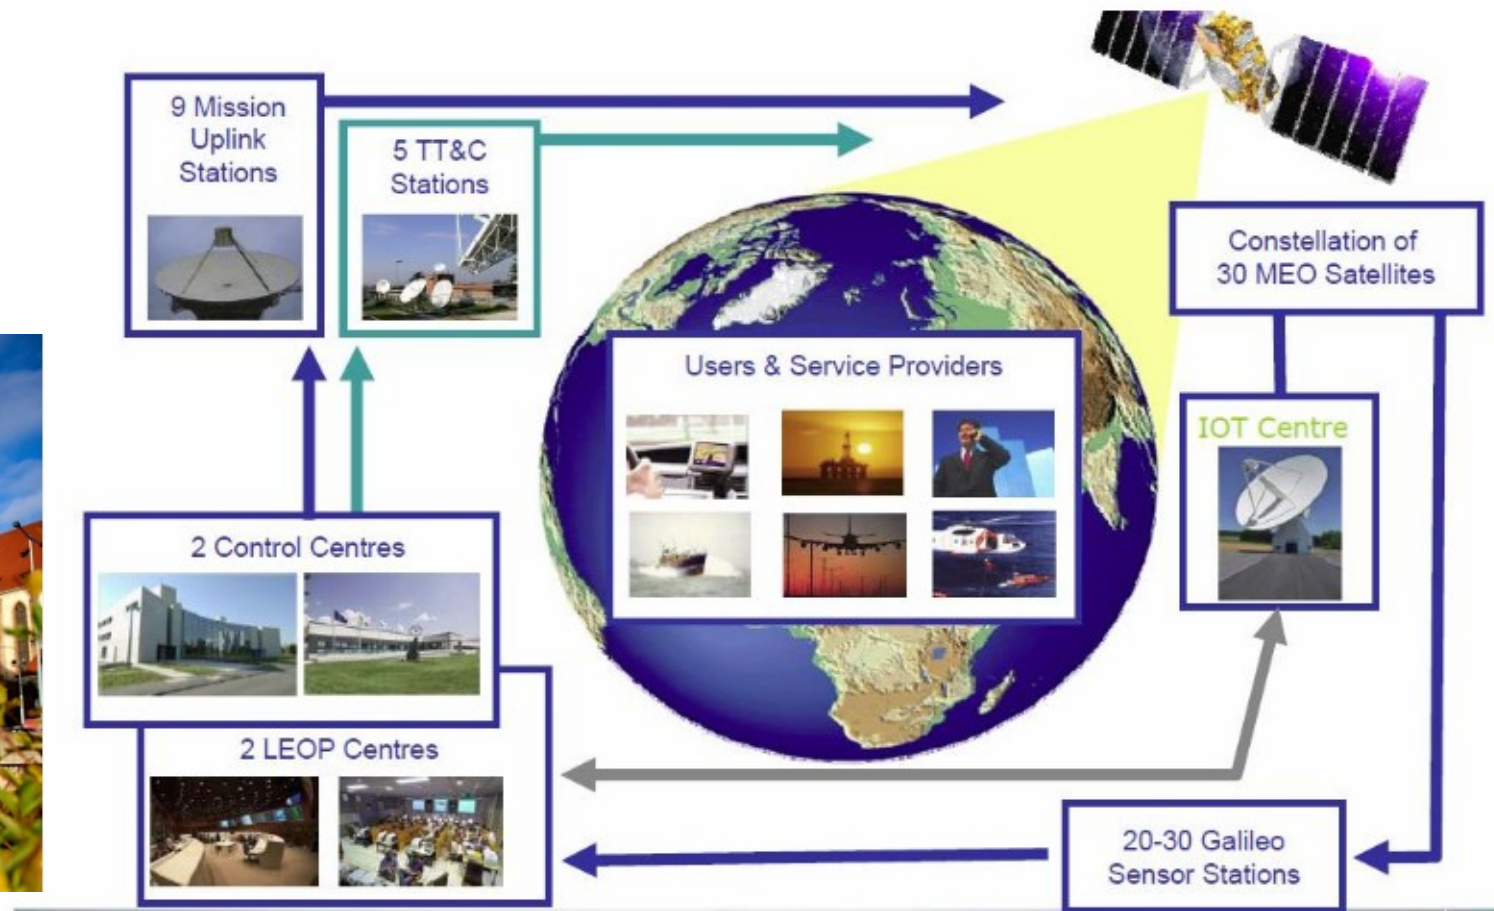 9 Mission
Uplink
Stations
5 TT&C
Stations
Constellation of
30 MEO Satellites
Users & Service Providers
IOT Centre
2 Control Centres
2 LEOP Centres
20-30 Galileo
Sensor Stations